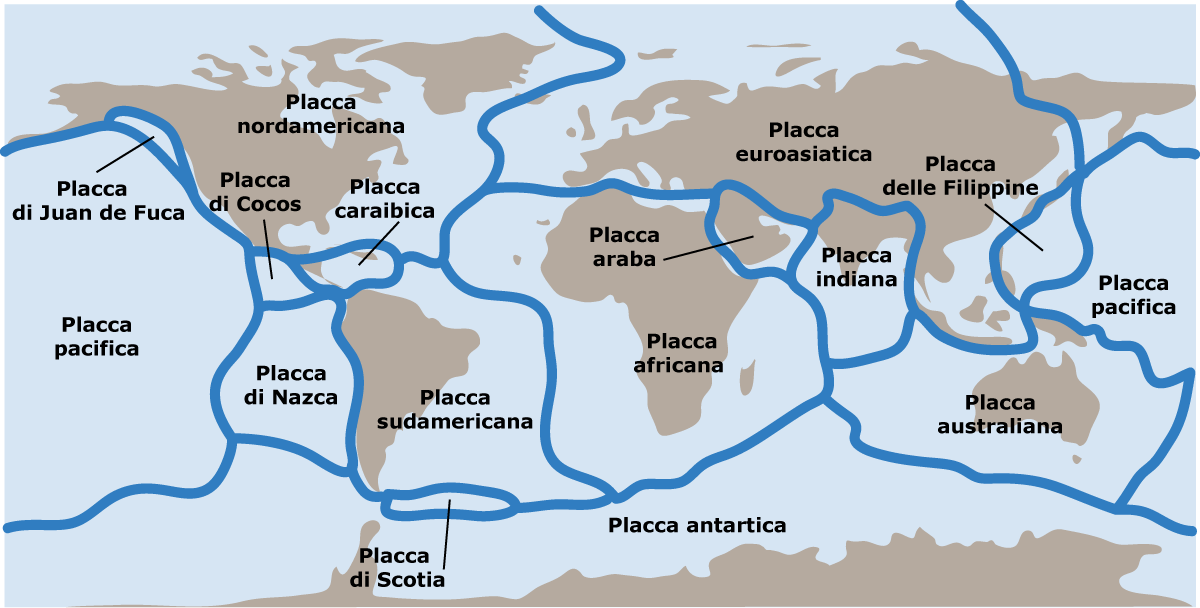 Placca
nordamericana
Placca
di Juan de Fuca
Placca
di Cocos
Placca
caraibica
Placca
euroasiatica
Placca
delle Filippine
Placca
araba
Placca
indiana
Placca
pacifica
Placca
pacifica
Placca
di Nazca
Placca
sudamericana
Placca
africana
Placca
australiana
Placca antartica
Placca
di Scotia